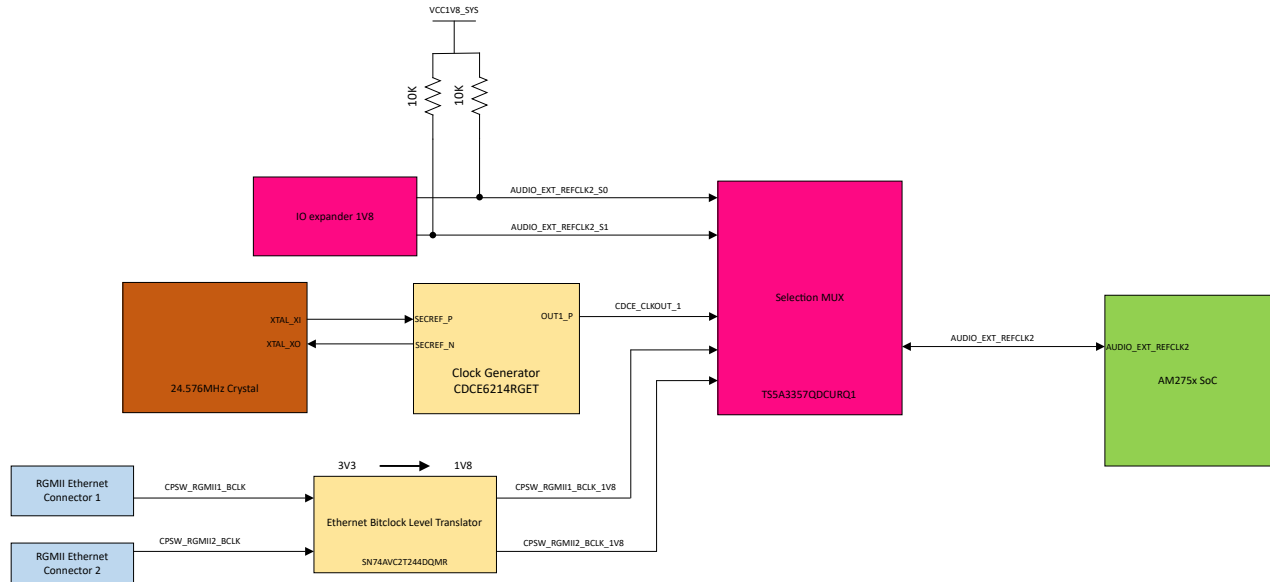 VCC1V8_SYS
10K
10K
IO expander 1V8
AUDIO_EXT_REFCLK2_S0
AUDIO_EXT_REFCLK2_S1
24.576MHz Crystal
XTAL_XI
XTAL_XO
SECREF_P
SECREF_N
OUT1_P
Clock Generator
CDCE6214RGET
CDCE_CLKOUT_1
Selection MUX
TS5A3357QDCURQ1
AUDIO_EXT_REFCLK2
AUDIO_EXT_REFCLK2
AM275x SoC
RGMII Ethernet
Connector 1
CPSW_RGMII1_BCLK
RGMII Ethernet
Connector 2
CPSW_RGMII2_BCLK
3V3
1V8
Ethernet Bitclock Level Translator
SN74AVC2T244DQMR
CPSW_RGMII1_BCLK_1V8
CPSW_RGMII2_BCLK_1V8